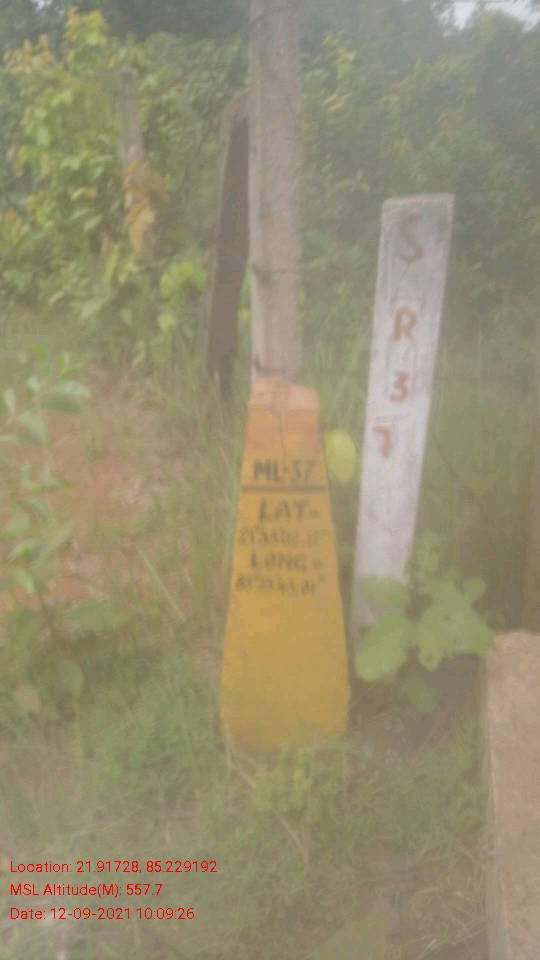 S
R
3
7
ML-37
LAT=
LONG=
Location: 21.91728, 85.229192
MSL Altitude(M): 557.7
Date: 12-09-2021 10:09:26